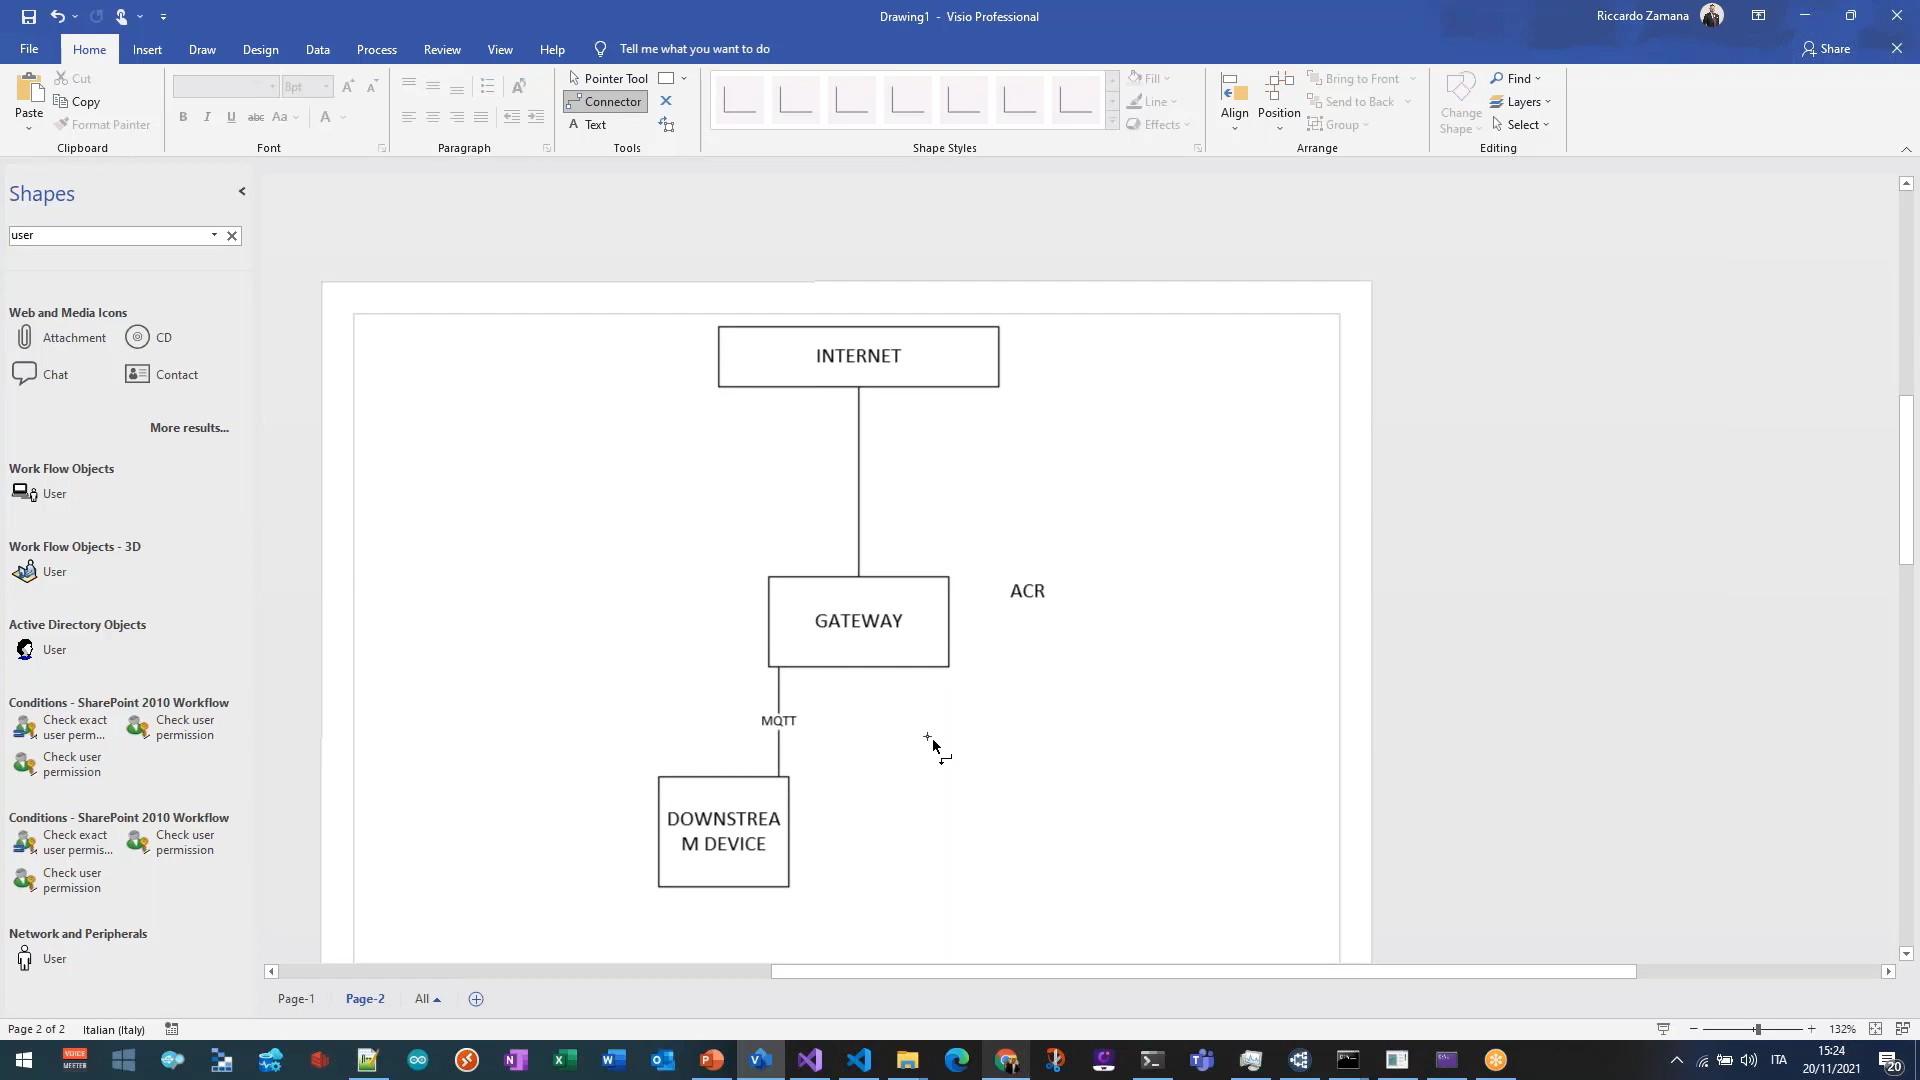 Drawing1 - Visio Professional
Riccardo Zamana
File
Home
Insert
Draw
Design
Data
Process
Review
View
Help
Tell me what you want to do
Share
Paste
Cut
Copy
Format Painter
Clipboard
8pt
B I U abc Aa A
Font
Paragraph
Pointer Tool
Connector
A Text
Tools
Shape Styles
Fill
Line
Effects
Align
Position
Bring to Front
Send to Back
Group
Arrange
Change
Shape
Find
Layers
Select
Editing
Shapes
user
Web and Media Icons
Attachment
CD
Chat
Contact
More results...
Work Flow Objects
User
Work Flow Objects - 3D
User
Active Directory Objects
User
Conditions - SharePoint 2010 Workflow
Check exact
user perm...
Check user
permission
Check user
permission
Conditions - SharePoint 2010 Workflow
Check exact
user permis...
Check user
permission
Check user
permission
Network and Peripherals
User
INTERNET
GATEWAY
ACR
MQTT
DOWNSTREA
M DEVICE
Page-1
Page-2
All
Page 2 of 2
Italian (Italy)
132%
VOICE
MEETER
ITA
15:24
20/11/2021
20